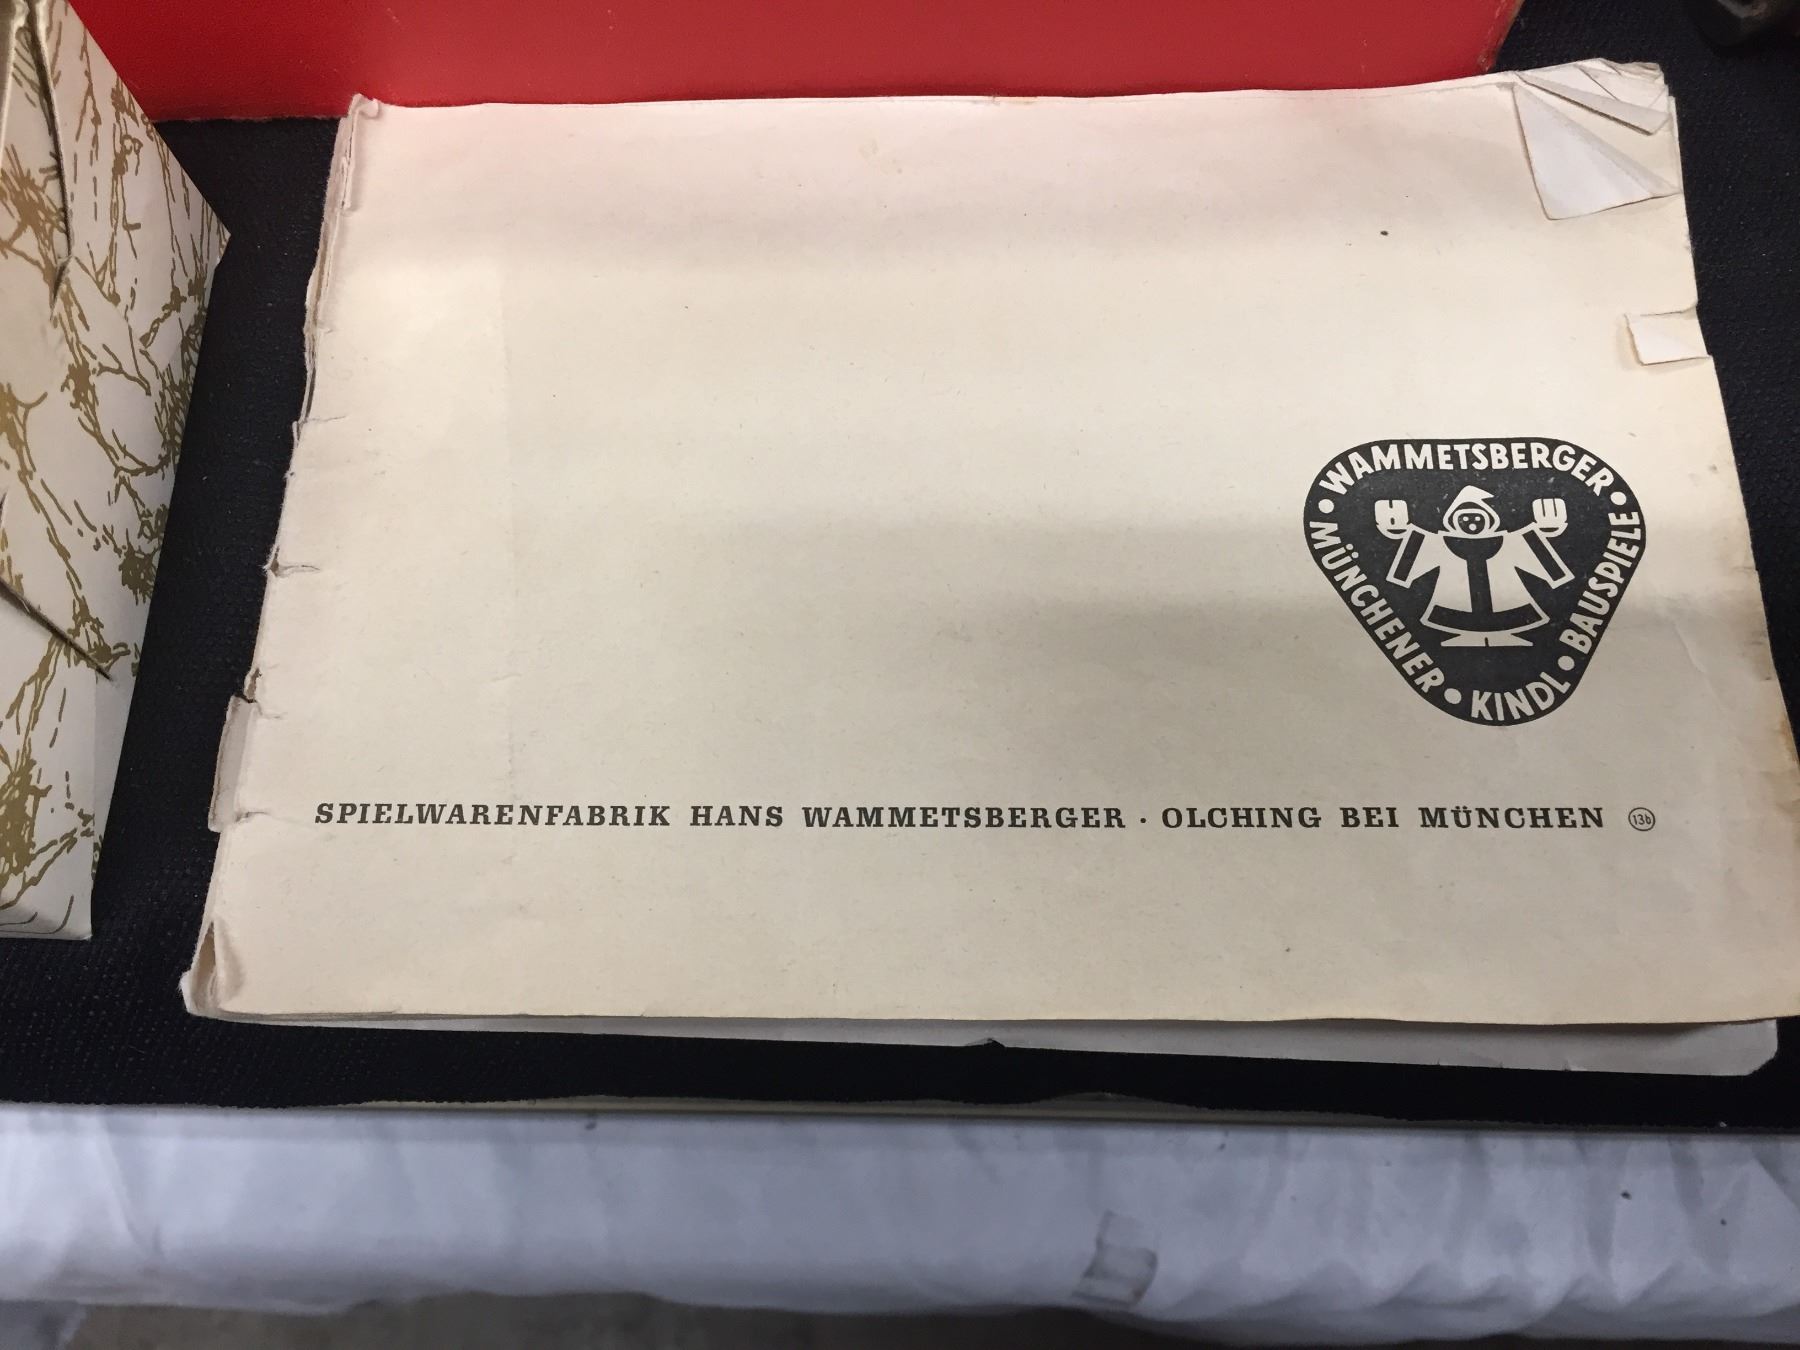 WAMMETSBERGER • BAUSPIELE • KINDL • MÜNCHENER •
H W
SPIELWARENFABRIK HANS WAMMETSBERGER · OLCHING BEI MÜNCHEN 13b